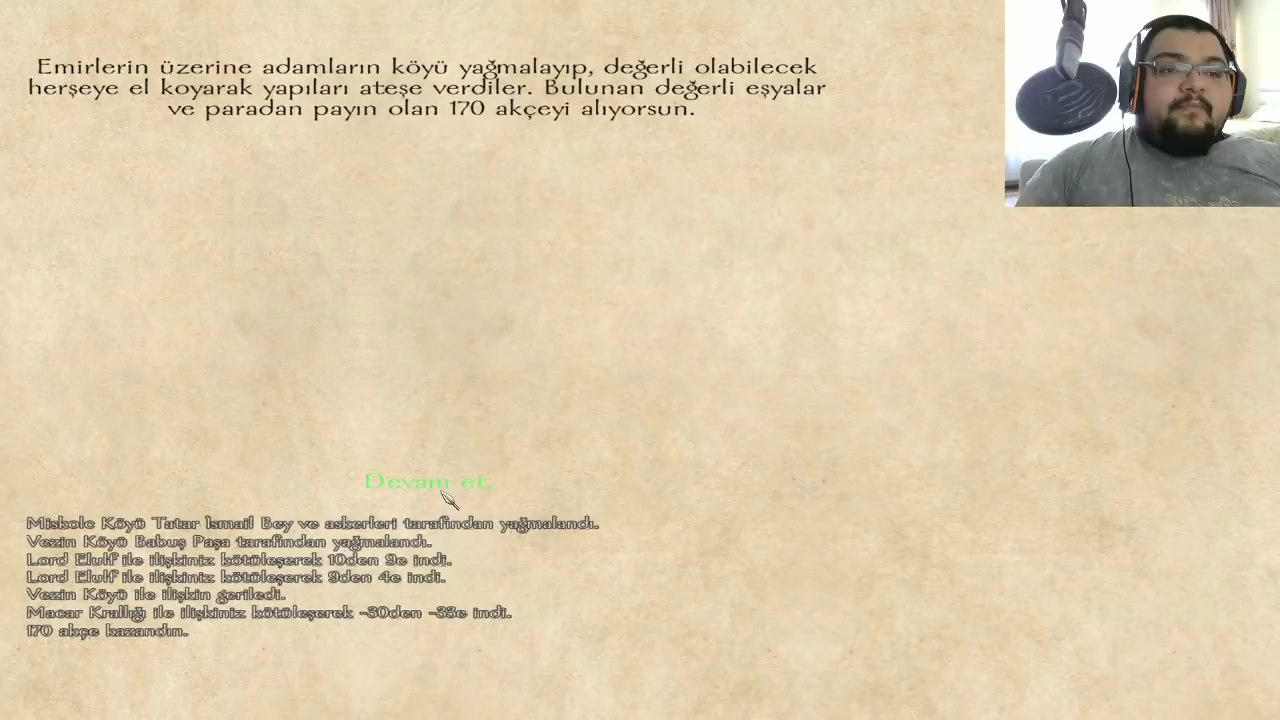 Emirlerin üzerine adamların köyü yağmalayıp, değerli olabilecek
herşeye el koyarak yapıları ateşe verdiler. Bulunan değerli eşyalar
ve paradan payın olan 170 akçeyi alıyorsun.
Devam et.
Miskolc Köyü Tatar İsmail Bey ve askerleri tarafından yağmalandı.
Vezin Köyü Babuş Paşa tarafından yağmalandı.
Lord Elulf ile ilişkiniz kötüleşerek 10den 9e indi.
Lord Elulf ile ilişkiniz kötüleşerek 9den 4e indi.
Vezin Köyü ile ilişkin geriledi.
Macar Krallığı ile ilişkiniz kötüleşerek -30den -33e indi.
170 akçe kazandın.